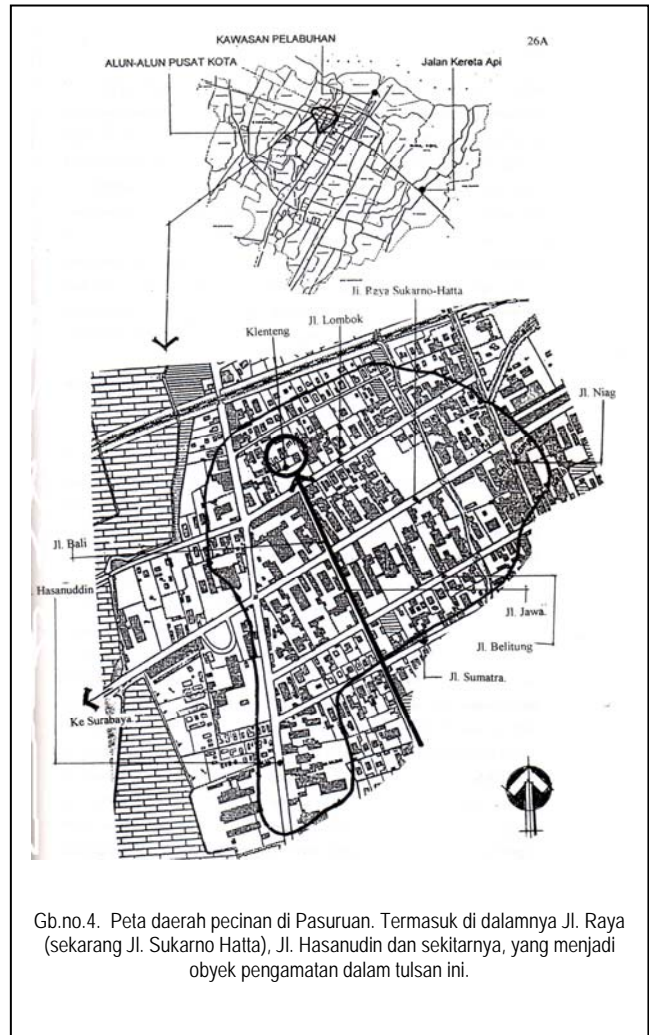 KAWASAN PELABUHAN
26A
ALUN-ALUN PUSAT KOTA
Jalan Kereta Api
Jl. Raya Sukarno-Hatta
Jl. Lombok
Klenteng
Jl. Niag
Jl. Bali
Hasanuddin
Jl. Jawa.
Jl. Belitung
Jl. Sumatra.
Ke Surabaya.
Gb.no.4. Peta daerah pecinan di Pasuruan. Termasuk di dalamnya Jl. Raya
(sekarang Jl. Sukarno Hatta), Jl. Hasanudin dan sekitarnya, yang menjadi
obyek pengamatan dalam tulsan ini.